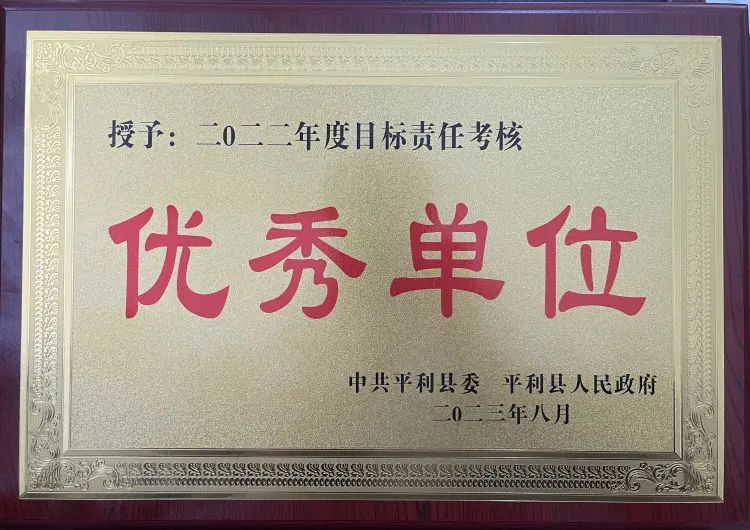 授予：二0二二年度目标责任考核
优秀单位
中共平利县委 平利县人民政府
二0二三年八月